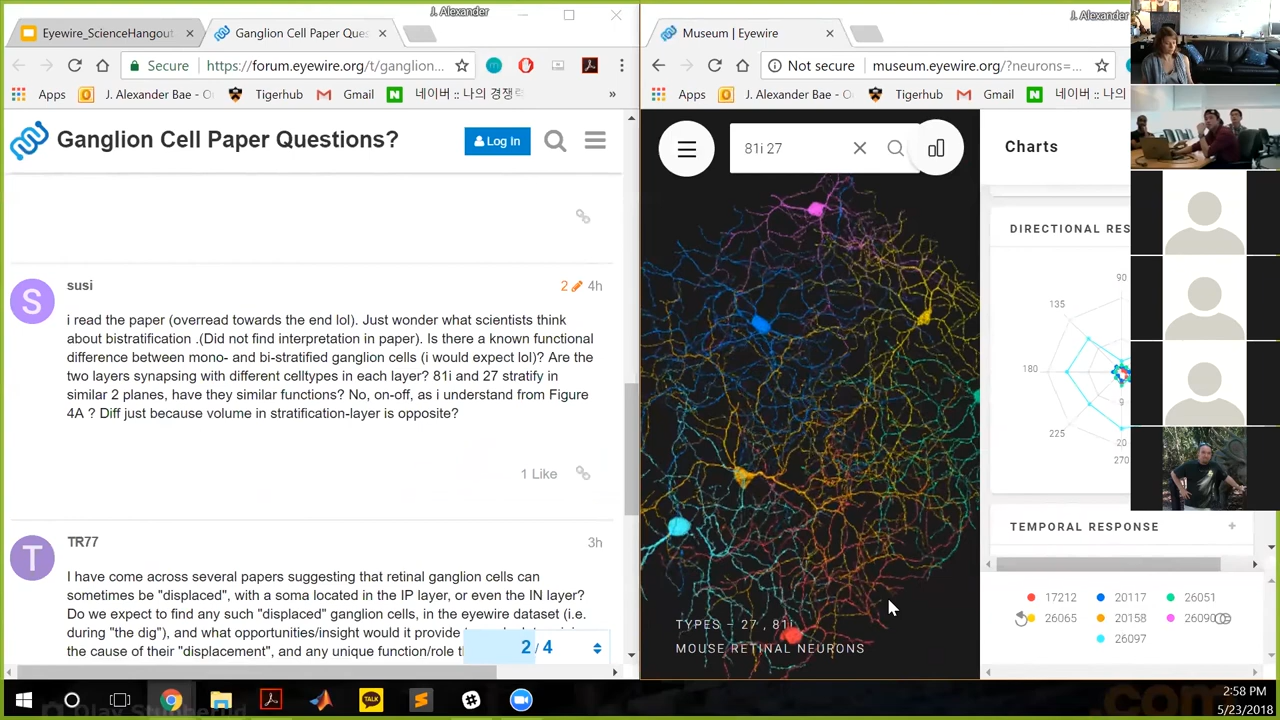 J. Alexander
J. Alexander
Eyewire_ScienceHangout
Ganglion Cell Paper Ques
Museum | Eyewire
Secure
https://forum.eyewire.org/t/ganglion...
Not secure
museum.eyewire.org/?neurons=...
Apps
J. Alexander Bae - O
Tigerhub
Gmail
네이버 :: 나의 경쟁력
»
Apps
J. Alexander Bae - O
Tigerhub
Gmail
네이버 :: 나의
Ganglion Cell Paper Questions?
Log In
susi
2
4h
i read the paper (overread towards the end lol). Just wonder what scientists think
about bistratification .(Did not find interpretation in paper). Is there a known functional
difference between mono- and bi-stratified ganglion cells (i would expect lol)? Are the
two layers synapsing with different celltypes in each layer? 81i and 27 stratify in
similar 2 planes, have they similar functions? No, on-off, as i understand from Figure
4A ? Diff just because volume in stratification-layer is opposite?
1 Like
TR77
3h
I have come across several papers suggesting that retinal ganglion cells can
sometimes be "displaced", with a soma located in the IP layer, or even the IN layer?
Do we expect to find any such "displaced" ganglion cells, in the eyewire dataset (i.e.
during "the dig"), and what opportunities/insight would it provide
the cause of their "displacement", and any unique function/role
2 / 4
81i 27
TYPES – 27 , 81i
MOUSE RETINAL NEURONS
Charts
DIRECTIONAL RES
90
135
180
225
270
9
20
TEMPORAL RESPONSE
+
17212
20117
26051
26065
20158
26090
26097
TALK
S
T
2:58 PM
5/23/2018